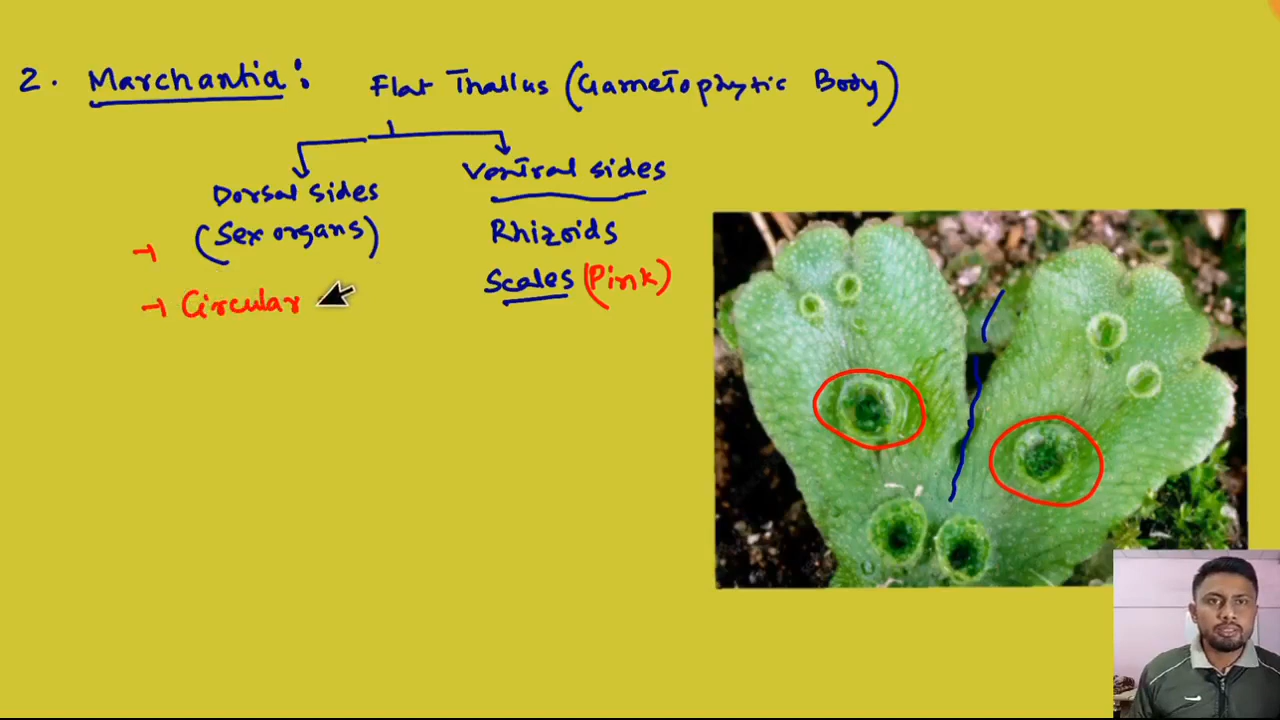 2. Marchantia: Flat Thallus (Gametophytic Body)
Dorsal sides
(Sex organs)
→
→ Circular
Ventral sides
Rhizoids
Scales (Pink)